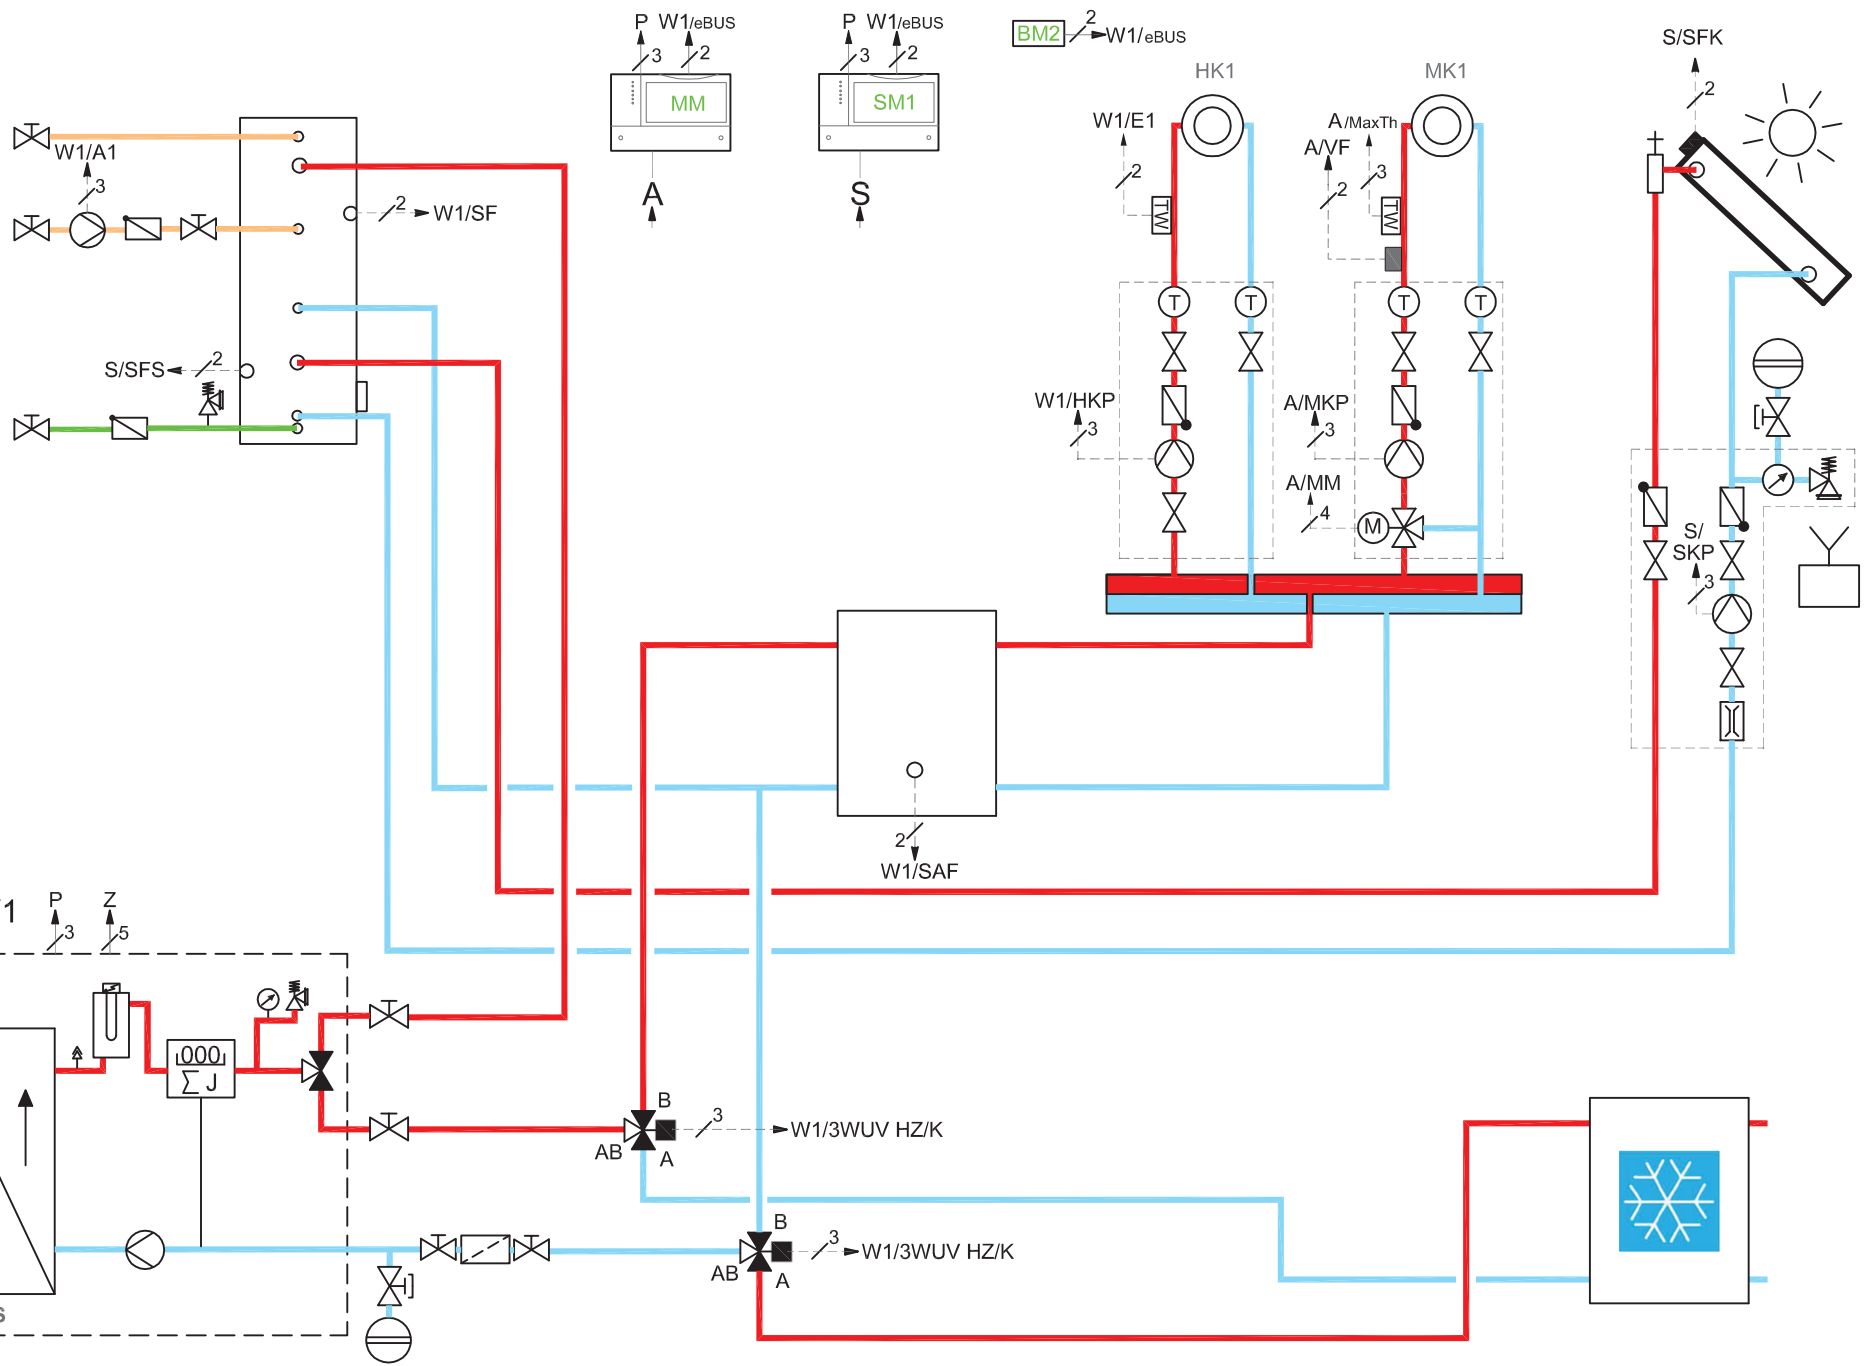 P W1/eBUS
3 2
MM
A
P W1/eBUS
3 2
SM1
S
BM2 2 W1/eBUS
HK1
MK1
S/SFK
2
W1/E1
2
TW
A/MaxTh
A/VF
3
2
TW
W1/A1
3
2 W1/SF
S/SFS 2
T T
T T
W1/HKP
3
A/MKP
3
A/MM
4
M
S/
SKP
3
2
W1/SAF
P
3
Z
5
000
Σ J
B
3
W1/3WUV HZ/K
AB
A
B
3
W1/3WUV HZ/K
AB
A